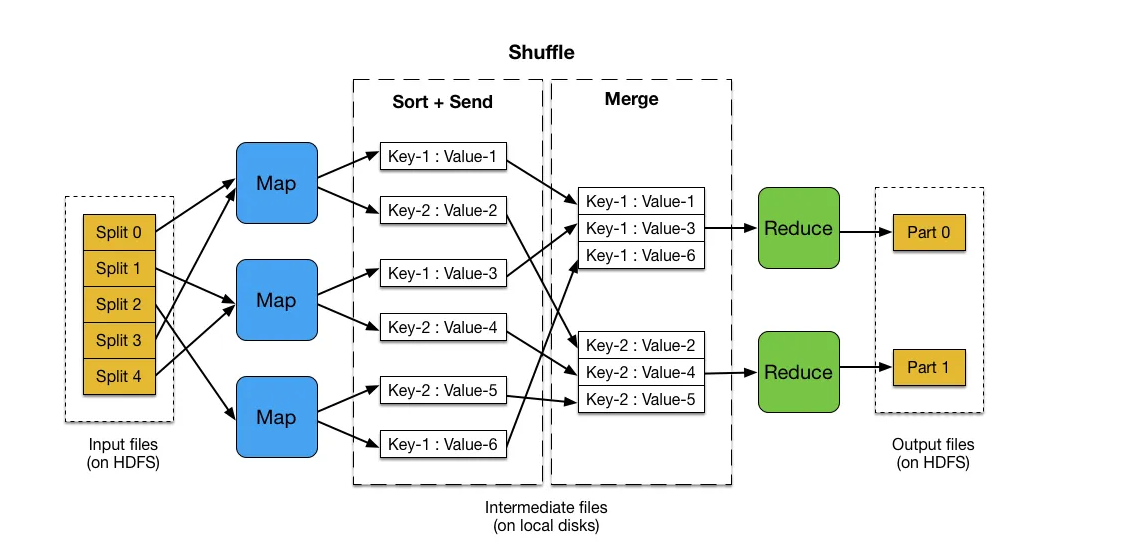 Shuffle
Sort + Send
Merge
Split 0
Split 1
Split 2
Split 3
Split 4
Input files
(on HDFS)
Map
Map
Map
Key-1 : Value-1
Key-2 : Value-2
Key-1 : Value-3
Key-2 : Value-4
Key-2 : Value-5
Key-1 : Value-6
Key-1 : Value-1
Key-1 : Value-3
Key-1 : Value-6
Key-2 : Value-2
Key-2 : Value-4
Key-2 : Value-5
Intermediate files
(on local disks)
Reduce
Reduce
Part 0
Part 1
Output files
(on HDFS)